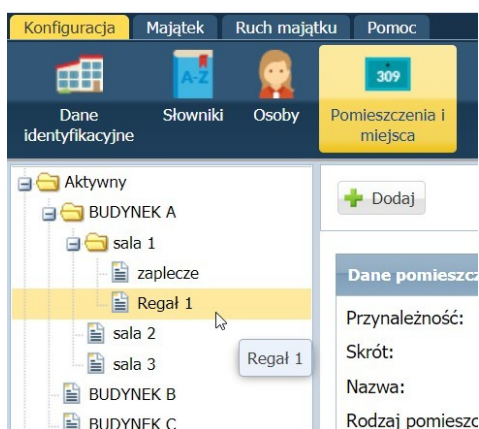 Konfiguracja Majątek Ruch majątku Pomoc
A-Z
309
Dane identyfikacyjne
Słowniki
Osoby
Pomieszczenia i miejsca
Aktywny
BUDYNEK A
sala 1
zaplecze
Regał 1
sala 2
Regał 1
sala 3
BUDYNEK B
BUDYNEK C
Dodaj
Dane pomieszcz
Przynależność:
Skrót:
Nazwa:
Rodzaj pomieszc